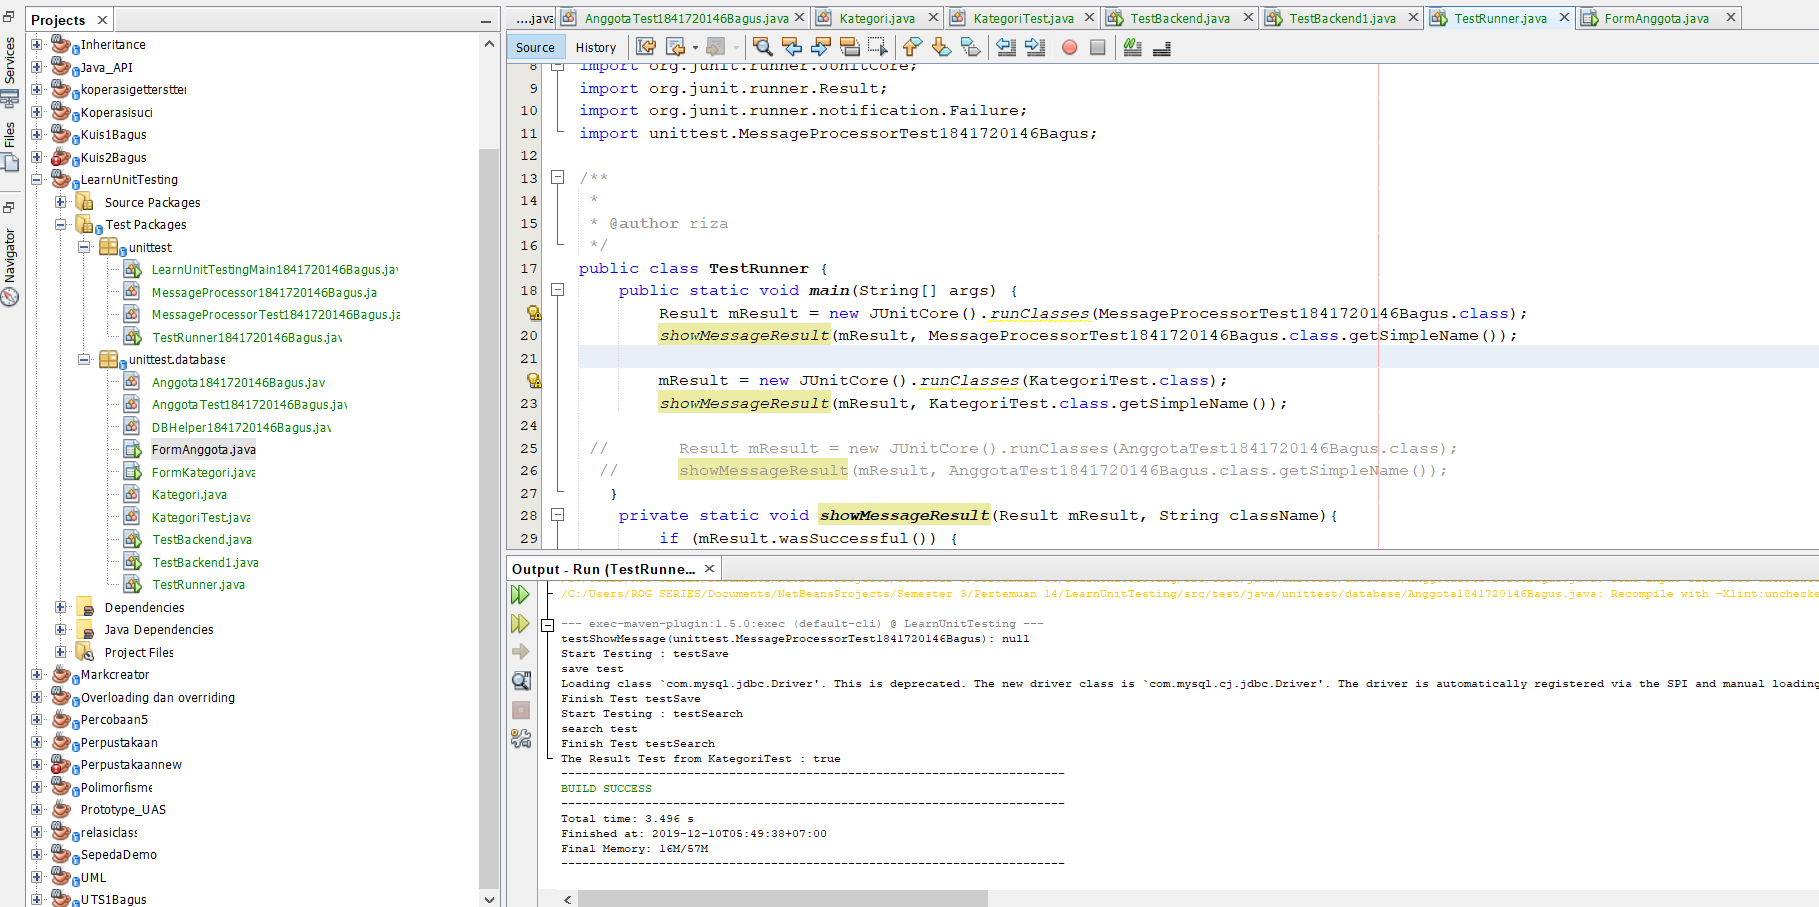 Projects
Services
Files
Navigator
Inheritance
Java_API
koperasigetterstter
Koperasisuci
Kuis1Bagus
Kuis2Bagus
LearnUnitTesting
Source Packages
Test Packages
unittest
LearnUnitTestingMain1841720146Bagus.jav
MessageProcessor1841720146Bagus.ja
MessageProcessorTest1841720146Bagus.ja
TestRunner1841720146Bagus.jav
unittest.database
Anggota1841720146Bagus.jav
AnggotaTest1841720146Bagus.jav
DBHelper1841720146Bagus.jav
FormAnggota.java
FormKategori.java
Kategori.java
KategoriTest.java
TestBackend.java
TestBackend1.java
TestRunner.java
Dependencies
Java Dependencies
Project Files
Markcreator
Overloading dan overriding
Percobaan5
Perpustakaan
Perpustakaannew
Polimorfisme
Prototype_UAS
relasiclass
SepedaDemo
UML
UTS1Bagus
....java AnggotaTest1841720146Bagus.java Kategori.java KategoriTest.java TestBackend.java TestBackend1.java TestRunner.java FormAnggota.java
Source History
8 import org.junit.runner.JUnitCore;
9 import org.junit.runner.Result;
10 import org.junit.runner.notification.Failure;
11 import unittest.MessageProcessorTest1841720146Bagus;
12
13 /**
14 *
15 * @author riza
16 */
17 public class TestRunner {
18 public static void main(String[] args) {
Result mResult = new JUnitCore().runClasses(MessageProcessorTest1841720146Bagus.class);
20 showMessageResult(mResult, MessageProcessorTest1841720146Bagus.class.getSimpleName());
21
mResult = new JUnitCore().runClasses(KategoriTest.class);
23 showMessageResult(mResult, KategoriTest.class.getSimpleName());
24
25 // Result mResult = new JUnitCore().runClasses(AnggotaTest1841720146Bagus.class);
26 // showMessageResult(mResult, AnggotaTest1841720146Bagus.class.getSimpleName());
27 }
28 private static void showMessageResult(Result mResult, String className){
29 if (mResult.wasSuccessful()) {
Output - Run (TestRunne...
/C:/Users/ROG SERIES/Documents/NetBeansProjects/Semester 3/Pertemuan 14/LearnUnitTesting/src/test/java/unittest/database/Anggota1841720146Bagus.java: Recompile with -Xlint:unchecke
--- exec-maven-plugin:1.5.0:exec (default-cli) @ LearnUnitTesting ---
testShowMessage(unittest.MessageProcessorTest1841720146Bagus): null
Start Testing : testSave
save test
Loading class `com.mysql.jdbc.Driver'. This is deprecated. The new driver class is `com.mysql.cj.jdbc.Driver'. The driver is automatically registered via the SPI and manual loading
Finish Test testSave
Start Testing : testSearch
search test
Finish Test testSearch
The Result Test from KategoriTest : true
------------------------------------------------------------------------
BUILD SUCCESS
------------------------------------------------------------------------
Total time: 3.496 s
Finished at: 2019-12-10T05:49:38+07:00
Final Memory: 16M/57M
------------------------------------------------------------------------